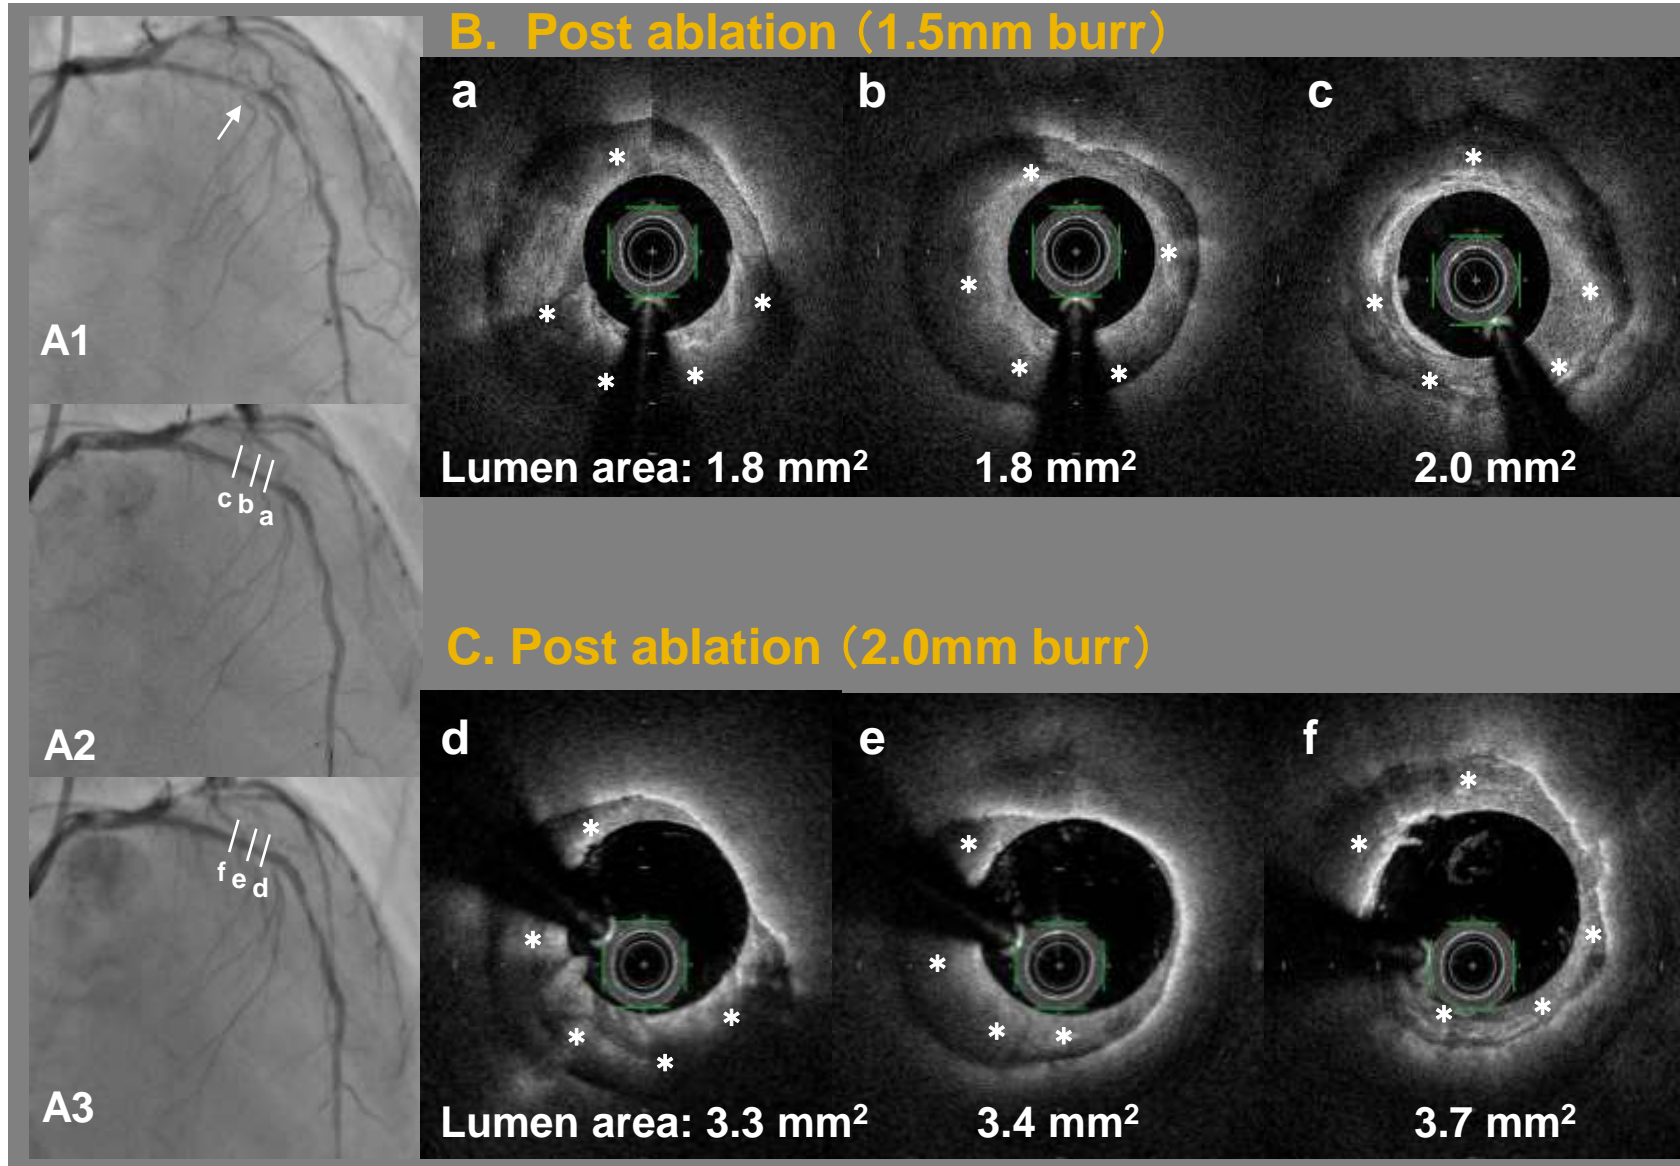 B. Post ablation（1.5mm burr）
a
b
c
A1
Lumen area: 1.8 mm²
1.8 mm²
2.0 mm²
c b a
A2
C. Post ablation（2.0mm burr）
d
e
f
f e d
A3
Lumen area: 3.3 mm²
3.4 mm²
3.7 mm²